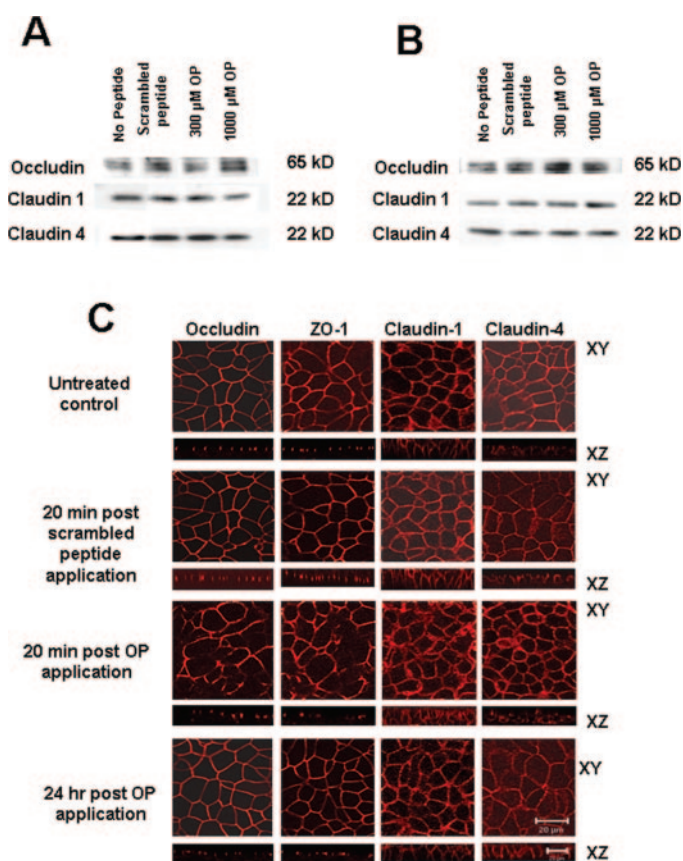 A
No Peptide
Scrambled peptide
300 µM OP
1000 µM OP
Occludin 65 kD
Claudin 1 22 kD
Claudin 4 22 kD
B
No Peptide
Scrambled peptide
300 µM OP
1000 µM OP
Occludin 65 kD
Claudin 1 22 kD
Claudin 4 22 kD
C
Occludin ZO-1 Claudin-1 Claudin-4
Untreated control
XY
XZ
20 min post scrambled peptide application
XY
XZ
20 min post OP application
XY
XZ
24 hr post OP application
XY
20 µm
XZ